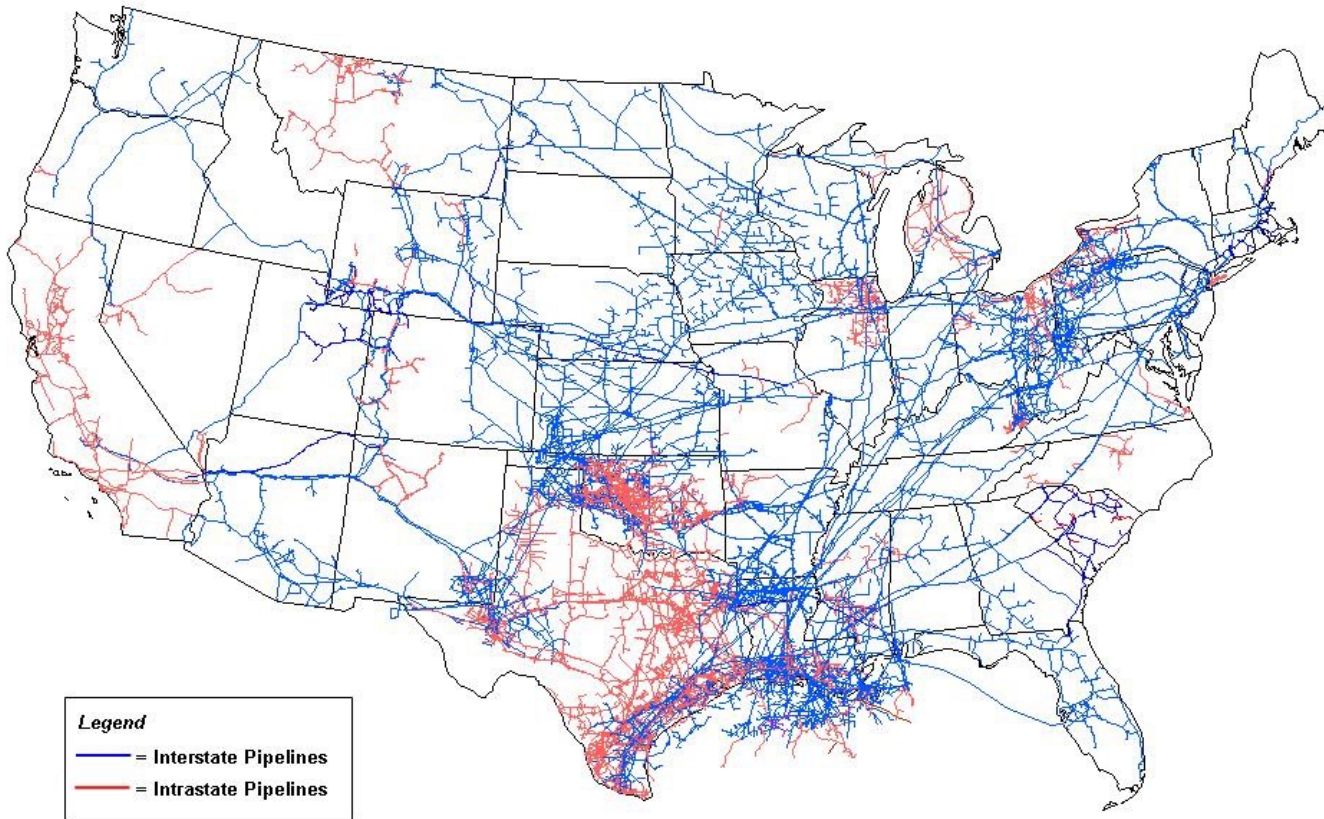 Legend
= Interstate Pipelines
= Intrastate Pipelines